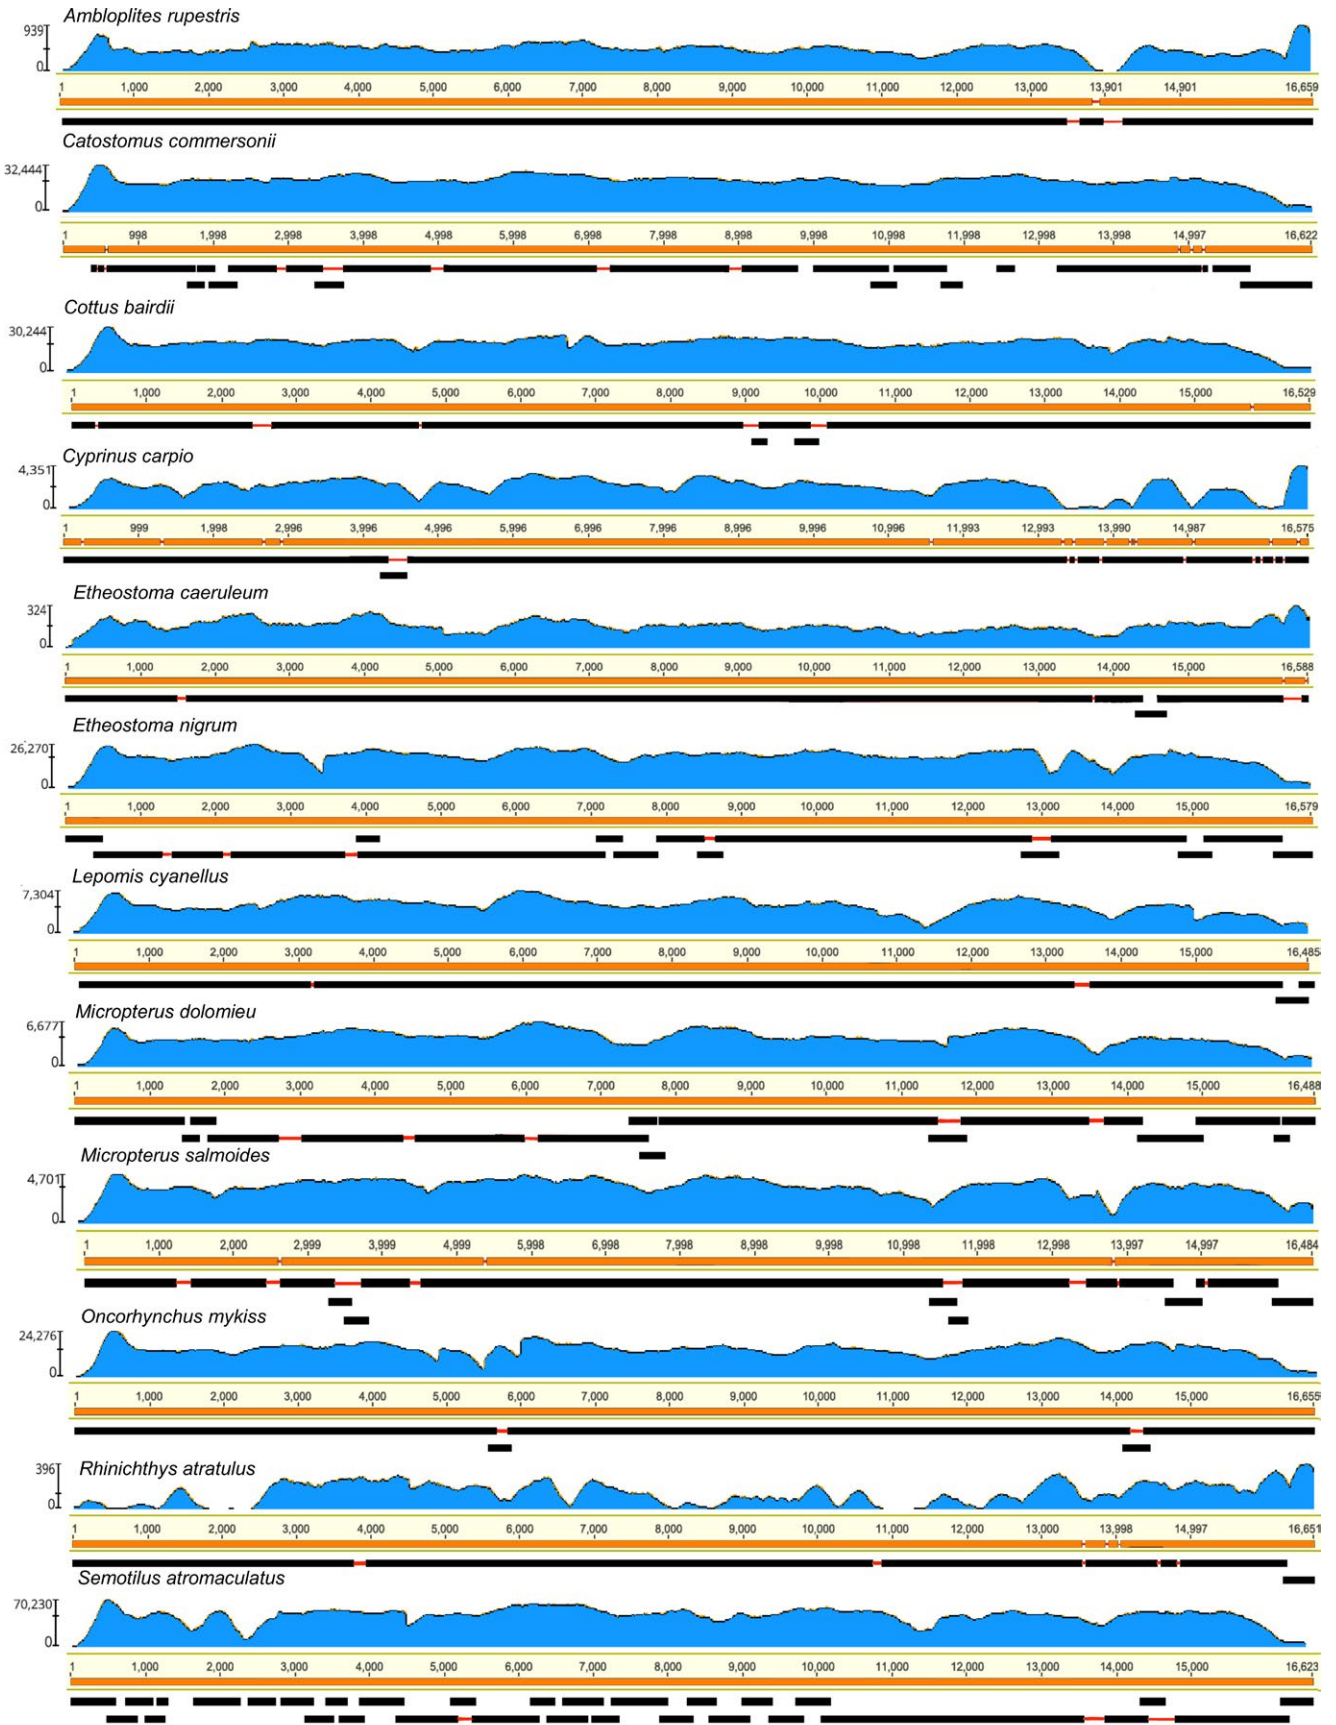 Ambloplites rupestris
939
0
1 1,000 2,000 3,000 4,000 5,000 6,000 7,000 8,000 9,000 10,000 11,000 12,000 13,000 13,901 14,901 16,659
Catostomus commersonii
32,444
0
1 998 1,998 2,998 3,998 4,998 5,998 6,998 7,998 8,998 9,998 10,998 11,998 12,998 13,998 14,997 16,622
Cottus bairdii
30,244
0
1 1,000 2,000 3,000 4,000 5,000 6,000 7,000 8,000 9,000 10,000 11,000 12,000 13,000 14,000 15,000 16,529
Cyprinus carpio
4,351
0
1 999 1,998 2,996 3,996 4,996 5,996 6,996 7,996 8,996 9,996 10,996 11,993 12,993 13,990 14,987 16,575
Etheostoma caeruleum
324
0
1 1,000 2,000 3,000 4,000 5,000 6,000 7,000 8,000 9,000 10,000 11,000 12,000 13,000 14,000 15,000 16,588
Etheostoma nigrum
26,270
0
1 1,000 2,000 3,000 4,000 5,000 6,000 7,000 8,000 9,000 10,000 11,000 12,000 13,000 14,000 15,000 16,579
Lepomis cyanellus
7,304
0
1 1,000 2,000 3,000 4,000 5,000 6,000 7,000 8,000 9,000 10,000 11,000 12,000 13,000 14,000 15,000 16,485
Micropterus dolomieu
6,677
0
1 1,000 2,000 3,000 4,000 5,000 6,000 7,000 8,000 9,000 10,000 11,000 12,000 13,000 14,000 15,000 16,488
Micropterus salmoides
4,701
0
1 1,000 2,000 2,999 3,999 4,999 5,998 6,998 7,998 8,998 9,998 10,998 11,998 12,998 13,997 14,997 16,484
Oncorhynchus mykiss
24,276
0
1 1,000 2,000 3,000 4,000 5,000 6,000 7,000 8,000 9,000 10,000 11,000 12,000 13,000 14,000 15,000 16,655
Rhinichthys atratulus
396
0
1 1,000 2,000 3,000 4,000 5,000 6,000 7,000 8,000 9,000 10,000 11,000 12,000 13,000 13,998 14,997 16,651
Semotilus atromaculatus
70,230
0
1 1,000 2,000 3,000 4,000 5,000 6,000 7,000 8,000 9,000 10,000 11,000 12,000 13,000 14,000 15,000 16,623